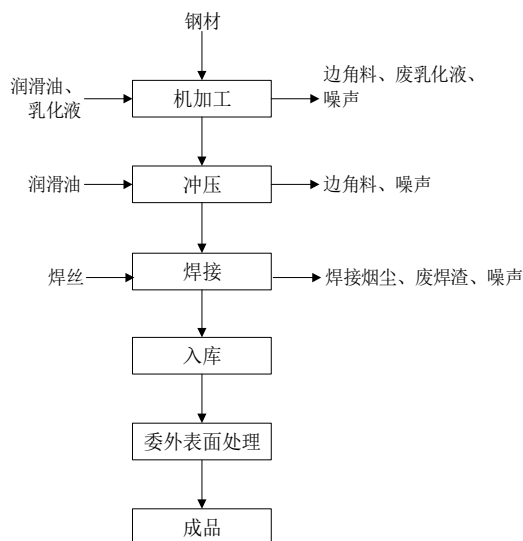 钢材
润滑油、
乳化液
机加工
边角料、废乳化液、
噪声
润滑油
冲压
边角料、噪声
焊丝
焊接
焊接烟尘、废焊渣、噪声
入库
委外表面处理
成品